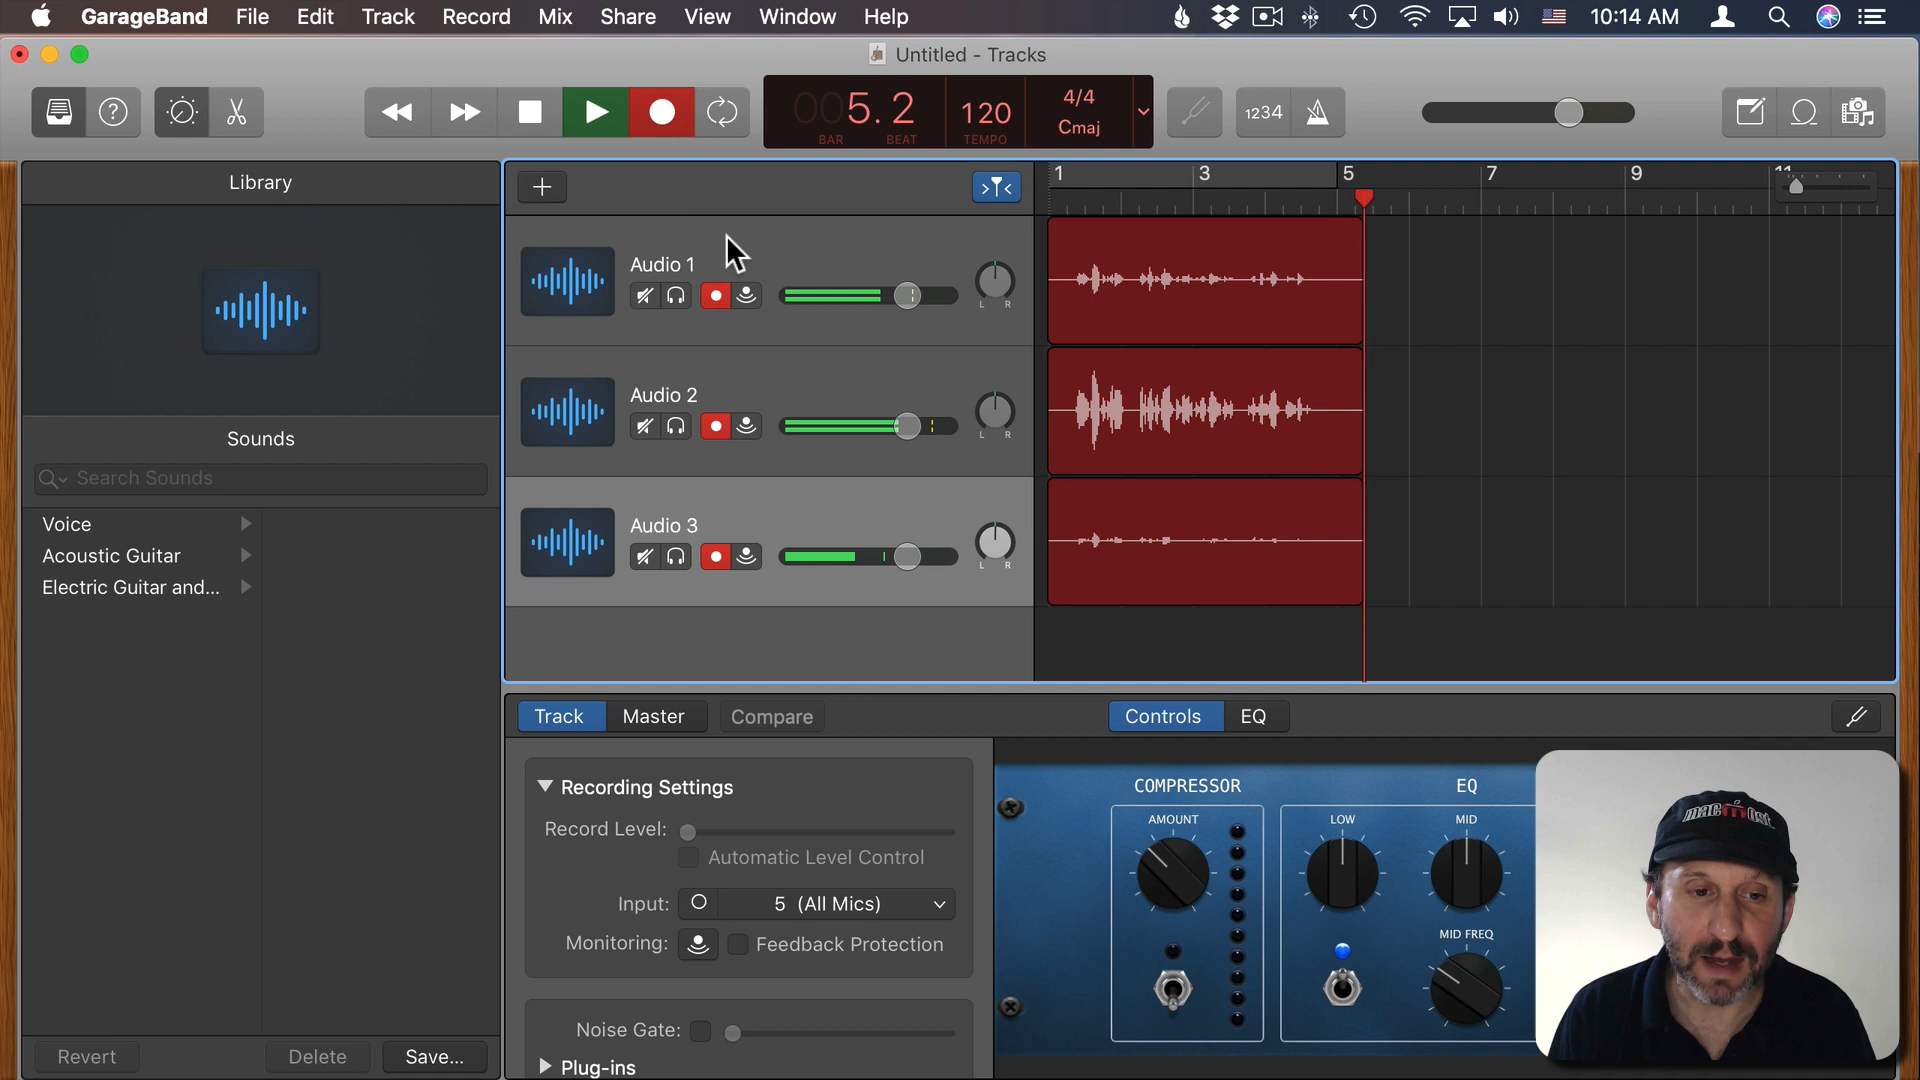 GarageBand File Edit Track Record Mix Share View Window Help 10:14 AM
Untitled - Tracks
005. 2 120 4/4
Cmaj
BAR BEAT TEMPO
1234
Library
1 3 5 7 9 11
Audio 1
L R
Audio 2
L R
Sounds
Search Sounds
Voice
Acoustic Guitar
Electric Guitar and...
Audio 3
L R
Track Master Compare Controls EQ
Recording Settings
Record Level:
Automatic Level Control
Input: 5 (All Mics)
Monitoring: Feedback Protection
Noise Gate:
Plug-ins
COMPRESSOR EQ
AMOUNT LOW MID
MID FREQ
macmost
Revert Delete Save...